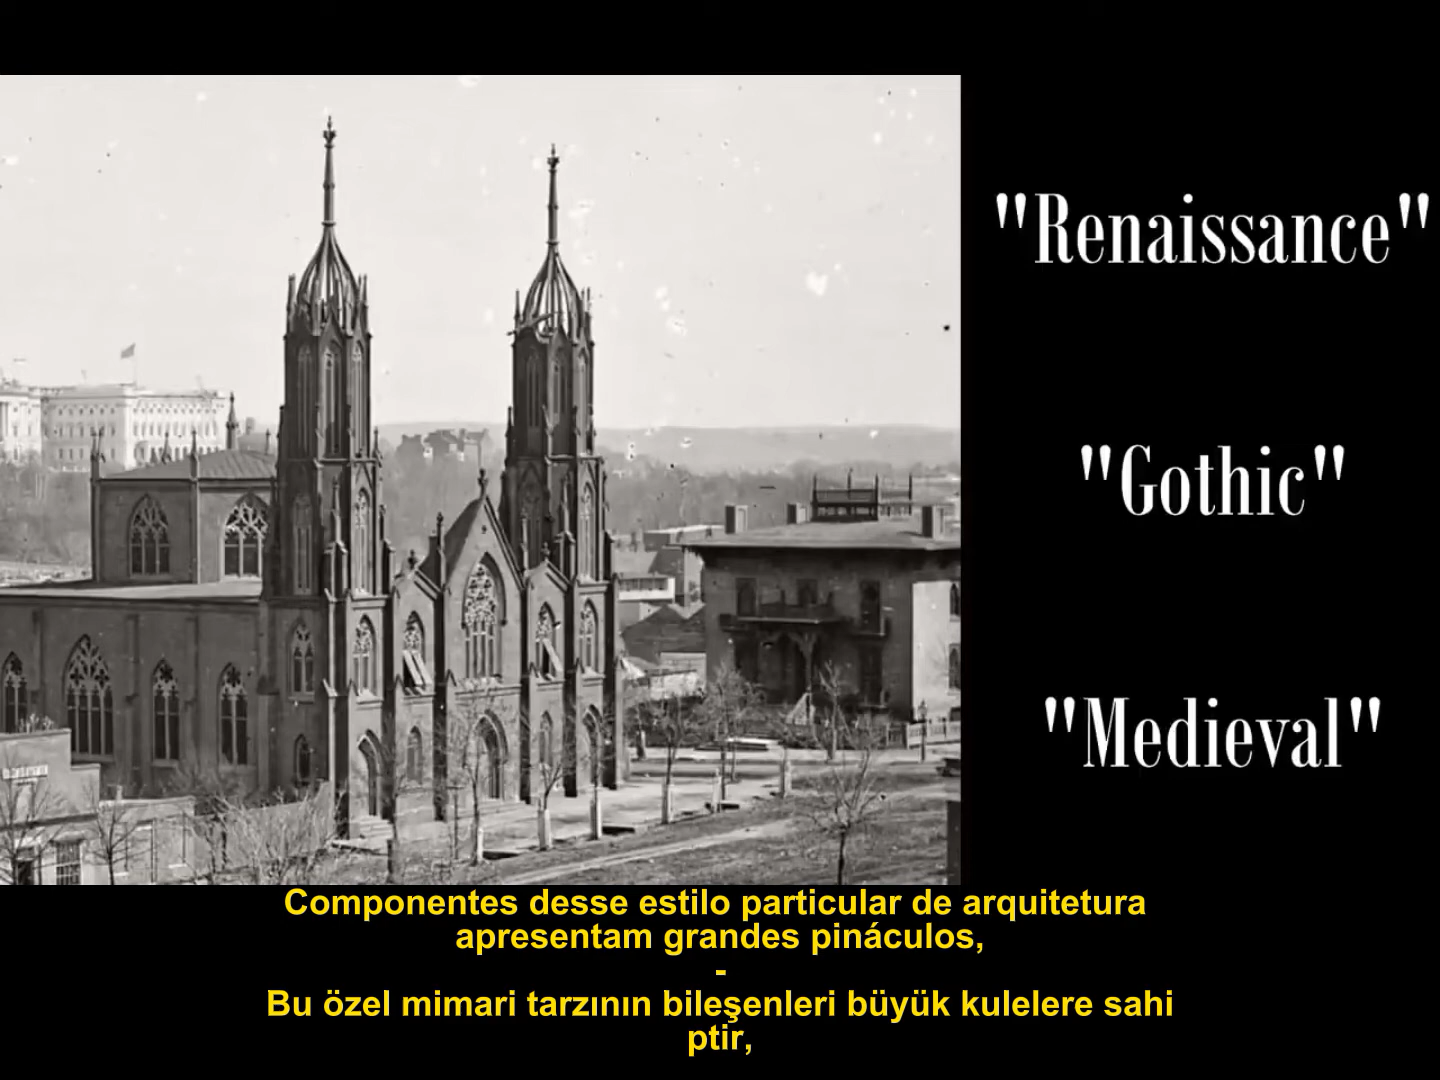 "Renaissance"
"Gothic"
"Medieval"
Componentes desse estilo particular de arquitetura
apresentam grandes pináculos,
-
Bu özel mimari tarzının bileşenleri büyük kulelere sahi
ptir,